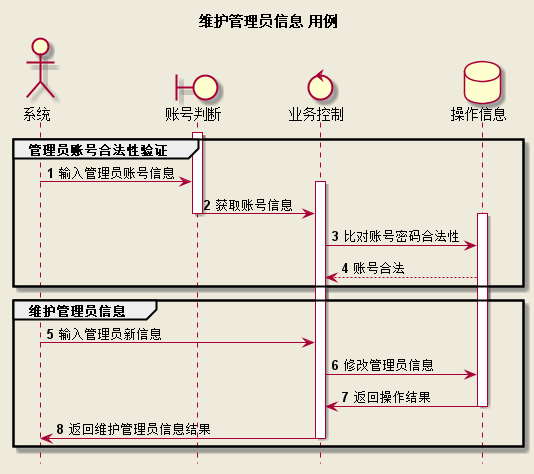 维护管理员信息 用例
系统
账号判断
业务控制
操作信息
管理员账号合法性验证
1 输入管理员账号信息
2 获取账号信息
3 比对账号密码合法性
4 账号合法
维护管理员信息
5 输入管理员新信息
6 修改管理员信息
7 返回操作结果
8 返回维护管理员信息结果